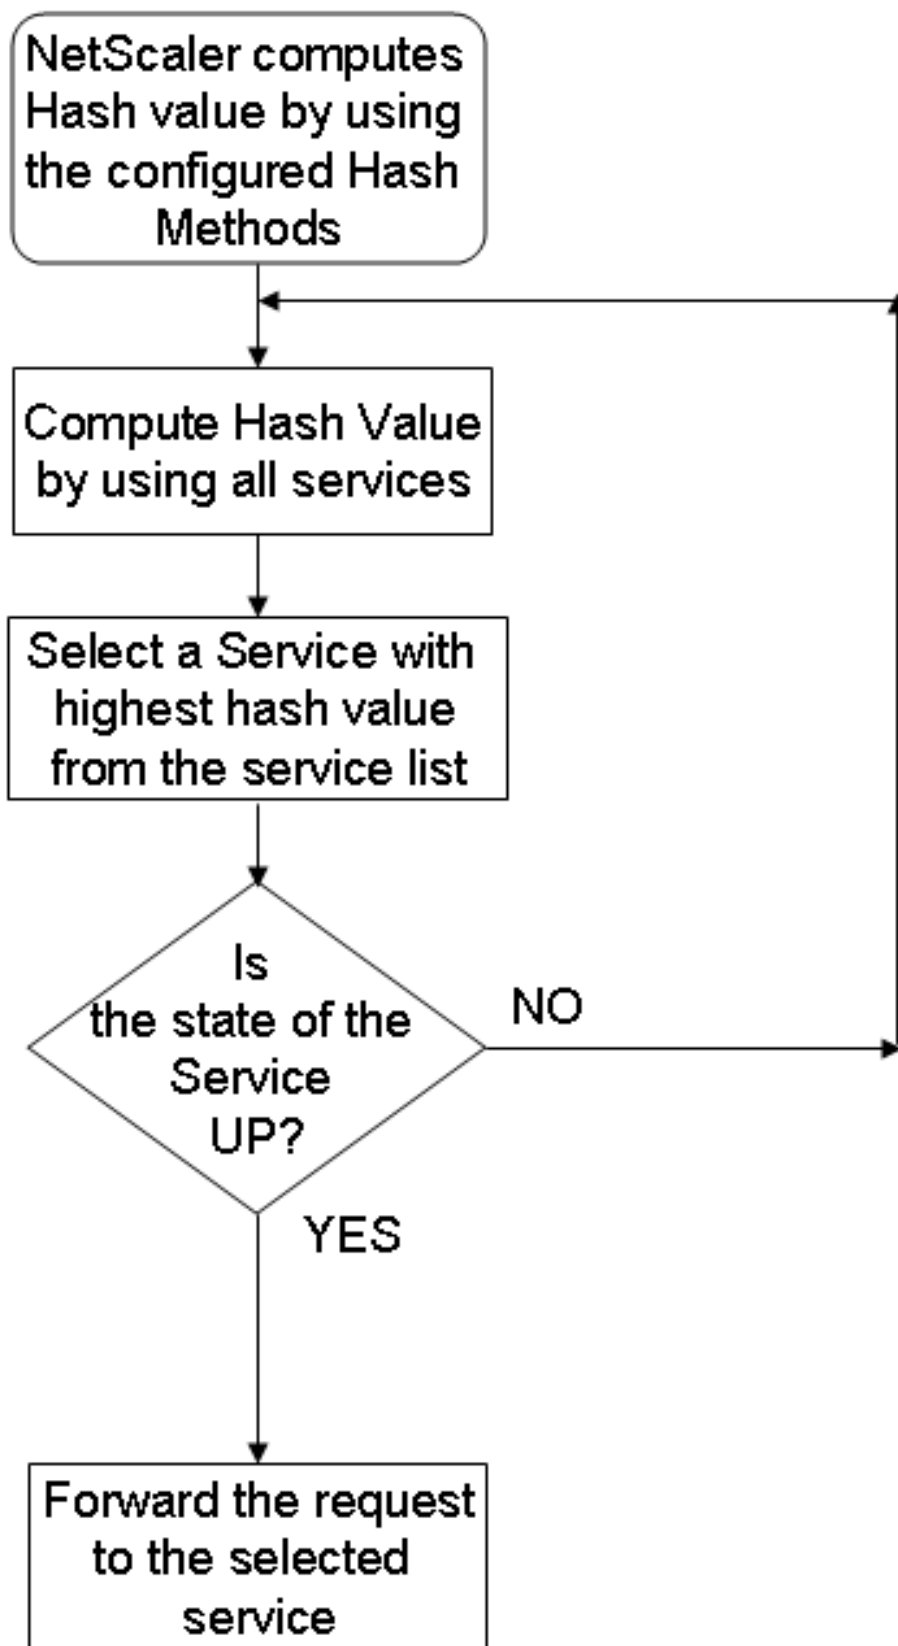 NetScaler computes
Hash value by using
the configured Hash
Methods
Compute Hash Value
by using all services
Select a Service with
highest hash value
from the service list
Is
the state of the
Service
UP?
NO
YES
Forward the request
to the selected
service